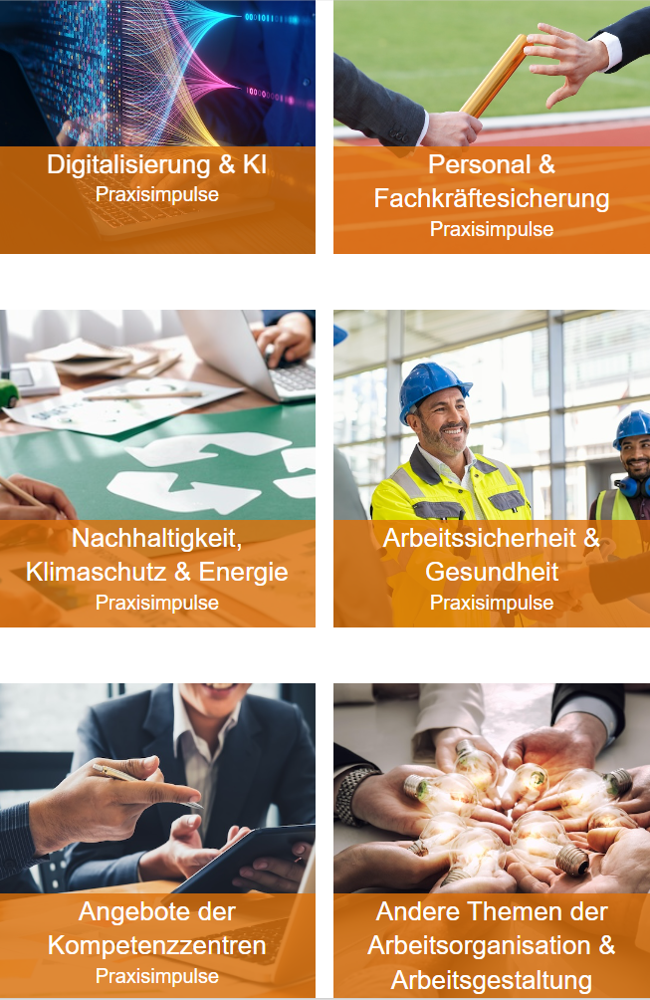 Digitalisierung & KI
Praxisimpulse
Personal &
Fachkräftesicherung
Praxisimpulse
Nachhaltigkeit,
Klimaschutz & Energie
Praxisimpulse
Arbeitssicherheit &
Gesundheit
Praxisimpulse
Angebote der
Kompetenzzentren
Praxisimpulse
Andere Themen der
Arbeitsorganisation &
Arbeitsgestaltung